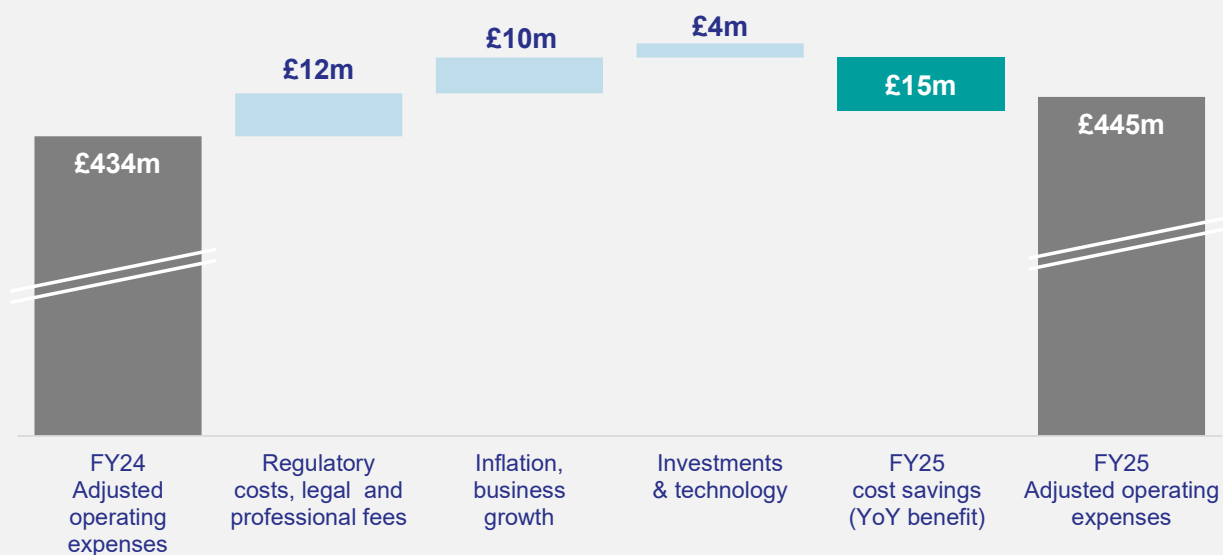 £434m
£12m
£10m
£4m
£15m
£445m
FY24
Adjusted
operating
expenses
Regulatory
costs, legal and
professional fees
Inflation,
business
growth
Investments
& technology
FY25
cost savings
(YoY benefit)
FY25
Adjusted operating
expenses